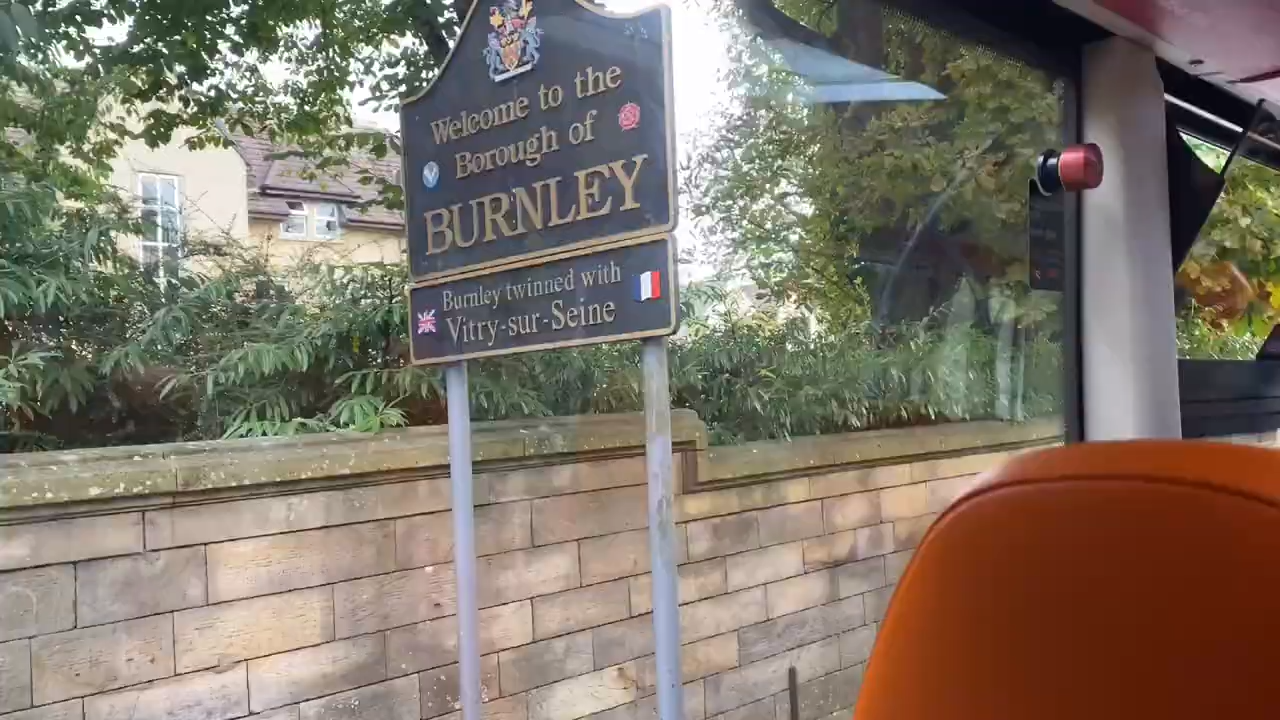 Welcome to the
Borough of
BURNLEY
Burnley twinned with
Vitry-sur-Seine